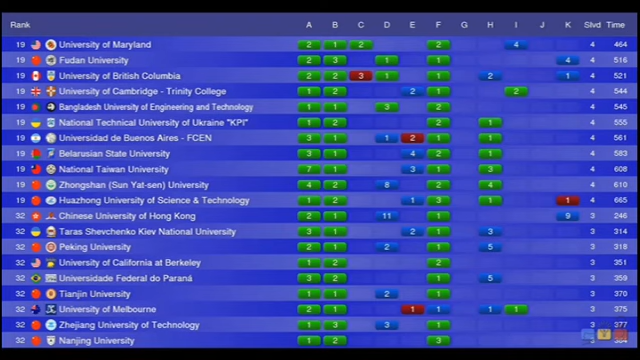 Rank A B C D E F G H I J K Slvd Time
19 University of Maryland 2 1 2 2 4 4 464
19 Fudan University 2 3 1 1 4 4 516
19 University of British Columbia 2 2 3 1 1 2 1 4 521
19 University of Cambridge - Trinity College 1 2 2 1 2 4 544
19 Bangladesh University of Engineering and Technology 1 1 3 2 4 545
19 National Technical University of Ukraine "KPI" 1 2 1 1 4 555
19 Universidad de Buenos Aires - FCEN 3 1 1 2 1 1 4 561
19 Belarusian State University 3 1 4 2 1 4 583
19 National Taiwan University 7 1 3 1 3 4 608
19 Zhongshan (Sun Yat-sen) University 4 2 8 2 4 4 610
19 Huazhong University of Science & Technology 1 2 1 3 1 1 4 665
32 Chinese University of Hong Kong 2 1 11 1 9 3 246
32 Taras Shevchenko Kiev National University 3 1 2 1 3 3 314
32 Peking University 2 1 2 2 5 3 318
32 University of California at Berkeley 1 2 2 3 351
32 Universidade Federal do Paraná 3 2 1 5 3 359
32 Tianjin University 1 1 2 1 3 370
32 University of Melbourne 2 1 1 1 1 1 3 375
32 Zhejiang University of Technology 1 3 3 1 3 377
32 Nanjing University 1 2 3 3